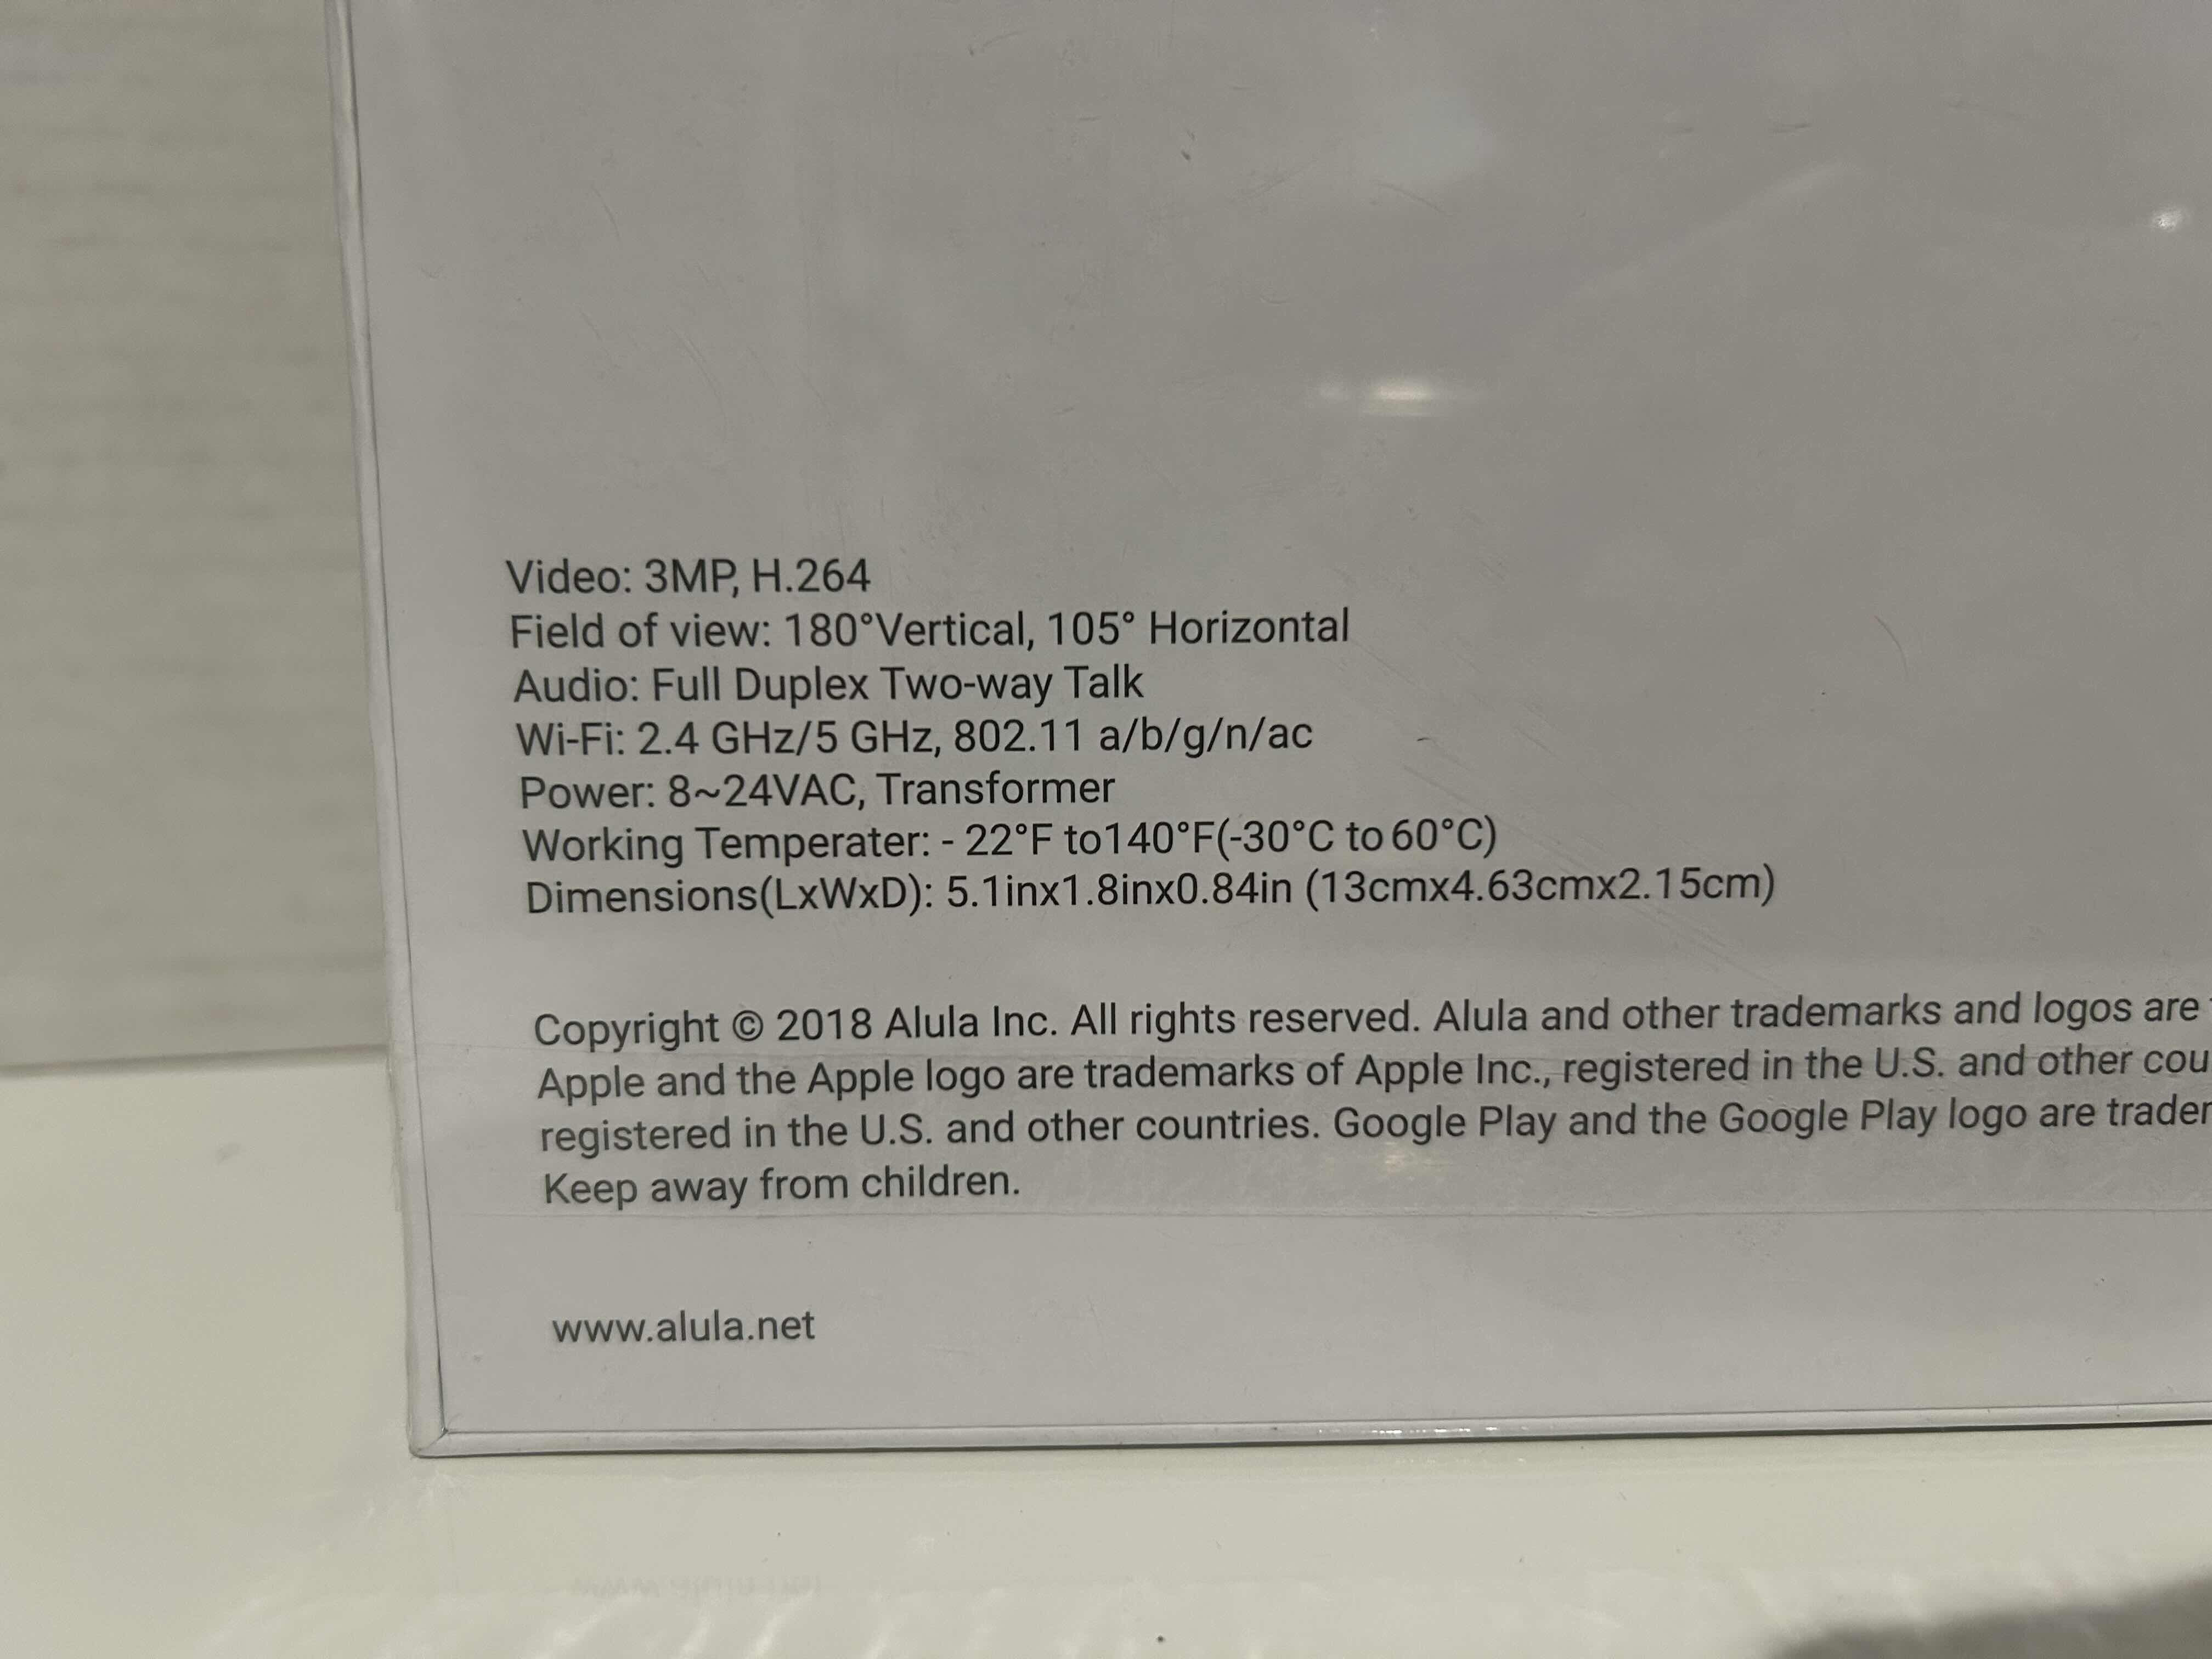 Video: 3MP, H.264
Field of view: 180°Vertical, 105° Horizontal
Audio: Full Duplex Two-way Talk
Wi-Fi: 2.4 GHz/5 GHz, 802.11 a/b/g/n/ac
Power: 8~24VAC, Transformer
Working Temperater: - 22°F to140°F(-30°C to 60°C)
Dimensions(LxWxD): 5.1inx1.8inx0.84in (13cmx4.63cmx2.15cm)
Copyright © 2018 Alula Inc. All rights reserved. Alula and other trademarks and logos are
Apple and the Apple logo are trademarks of Apple Inc., registered in the U.S. and other cou
registered in the U.S. and other countries. Google Play and the Google Play logo are trader
Keep away from children.
www.alula.net